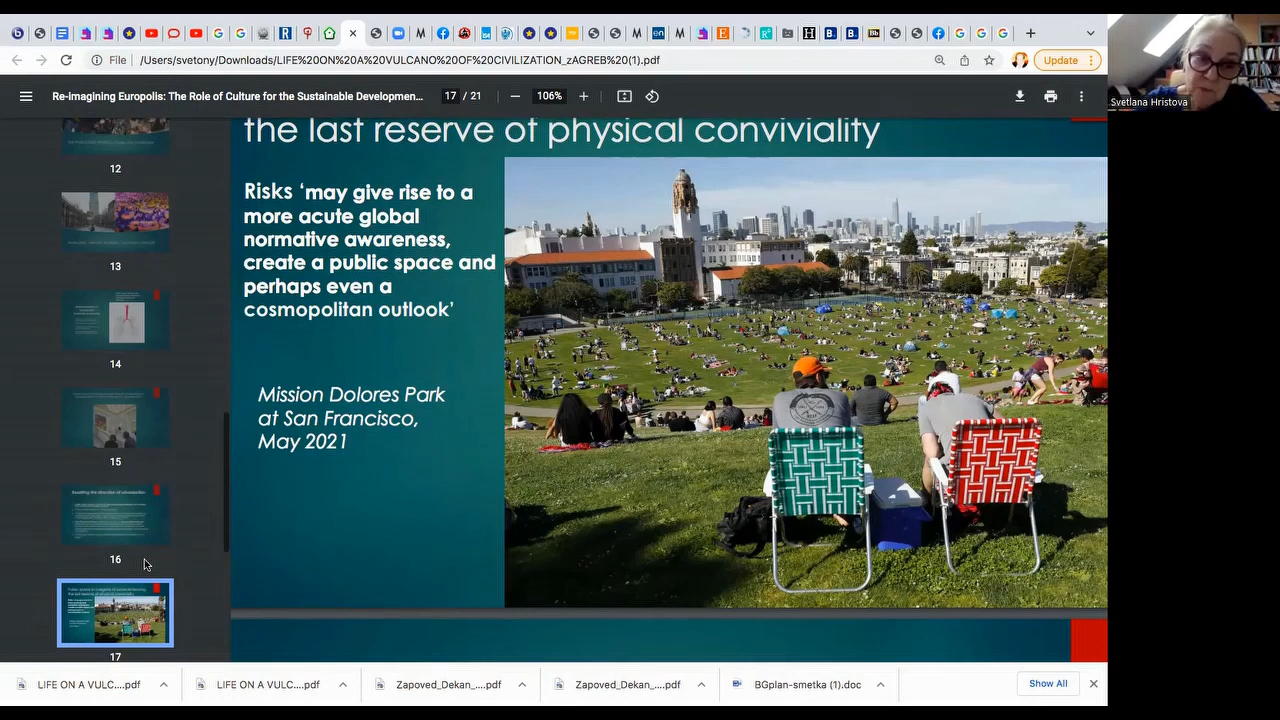 File
/Users/svetony/Downloads/LIFE%20ON%20A%20VULCANO%20OF%20CIVILIZATION_zAGREB%20(1).pdf
Update
Re-imagining Europolis: The Role of Culture for the Sustainable Developmen...
17 / 21
106%
Svetlana Hristova
the last reserve of physical conviviality
Risks ‘may give rise to a
more acute global
normative awareness,
create a public space and
perhaps even a
cosmopolitan outlook’
Mission Dolores Park
at San Francisco,
May 2021
12
13
14
15
16
17
LIFE ON A VULC....pdf
LIFE ON A VULC....pdf
Zapoved_Dekan_....pdf
Zapoved_Dekan_....pdf
BGplan-smetka (1).doc
Show All